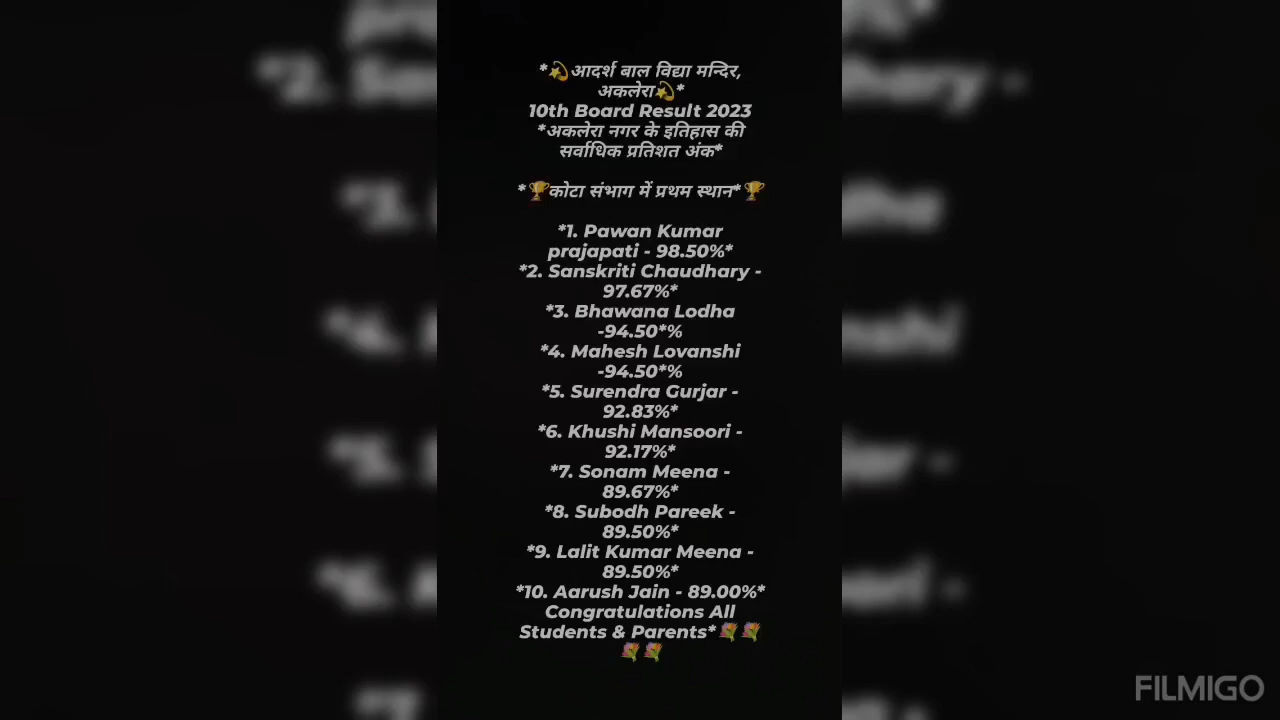 *💫आदर्श बाल विद्या मन्दिर,
अकलेरा💫*
10th Board Result 2023
*अकलेरा नगर के इतिहास की
सर्वाधिक प्रतिशत अंक*
*🏆कोटा संभाग में प्रथम स्थान*🏆
*1. Pawan Kumar
prajapati - 98.50%*
*2. Sanskriti Chaudhary -
97.67%*
*3. Bhawana Lodha
-94.50*%
*4. Mahesh Lovanshi
-94.50*%
*5. Surendra Gurjar -
92.83%*
*6. Khushi Mansoori -
92.17%*
*7. Sonam Meena -
89.67%*
*8. Subodh Pareek -
89.50%*
*9. Lalit Kumar Meena -
89.50%*
*10. Aarush Jain - 89.00%*
Congratulations All
Students & Parents*💐💐
💐💐
FILMIGO